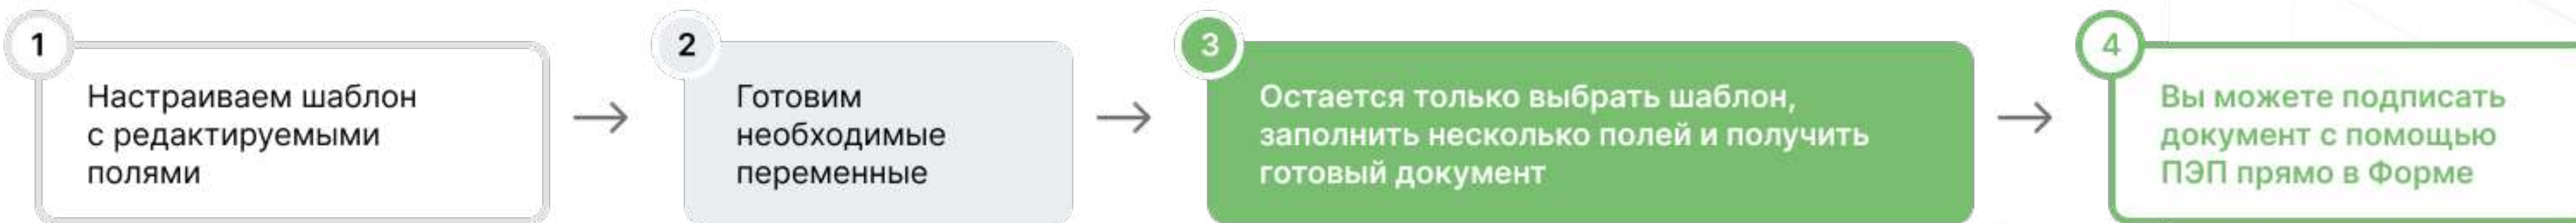 1
Настраиваем шаблон
с редактируемыми
полями
2
Готовим
необходимые
переменные
3
Остается только выбрать шаблон,
заполнить несколько полей и получить
готовый документ
4
Вы можете подписать
документ с помощью
ПЭП прямо в Форме